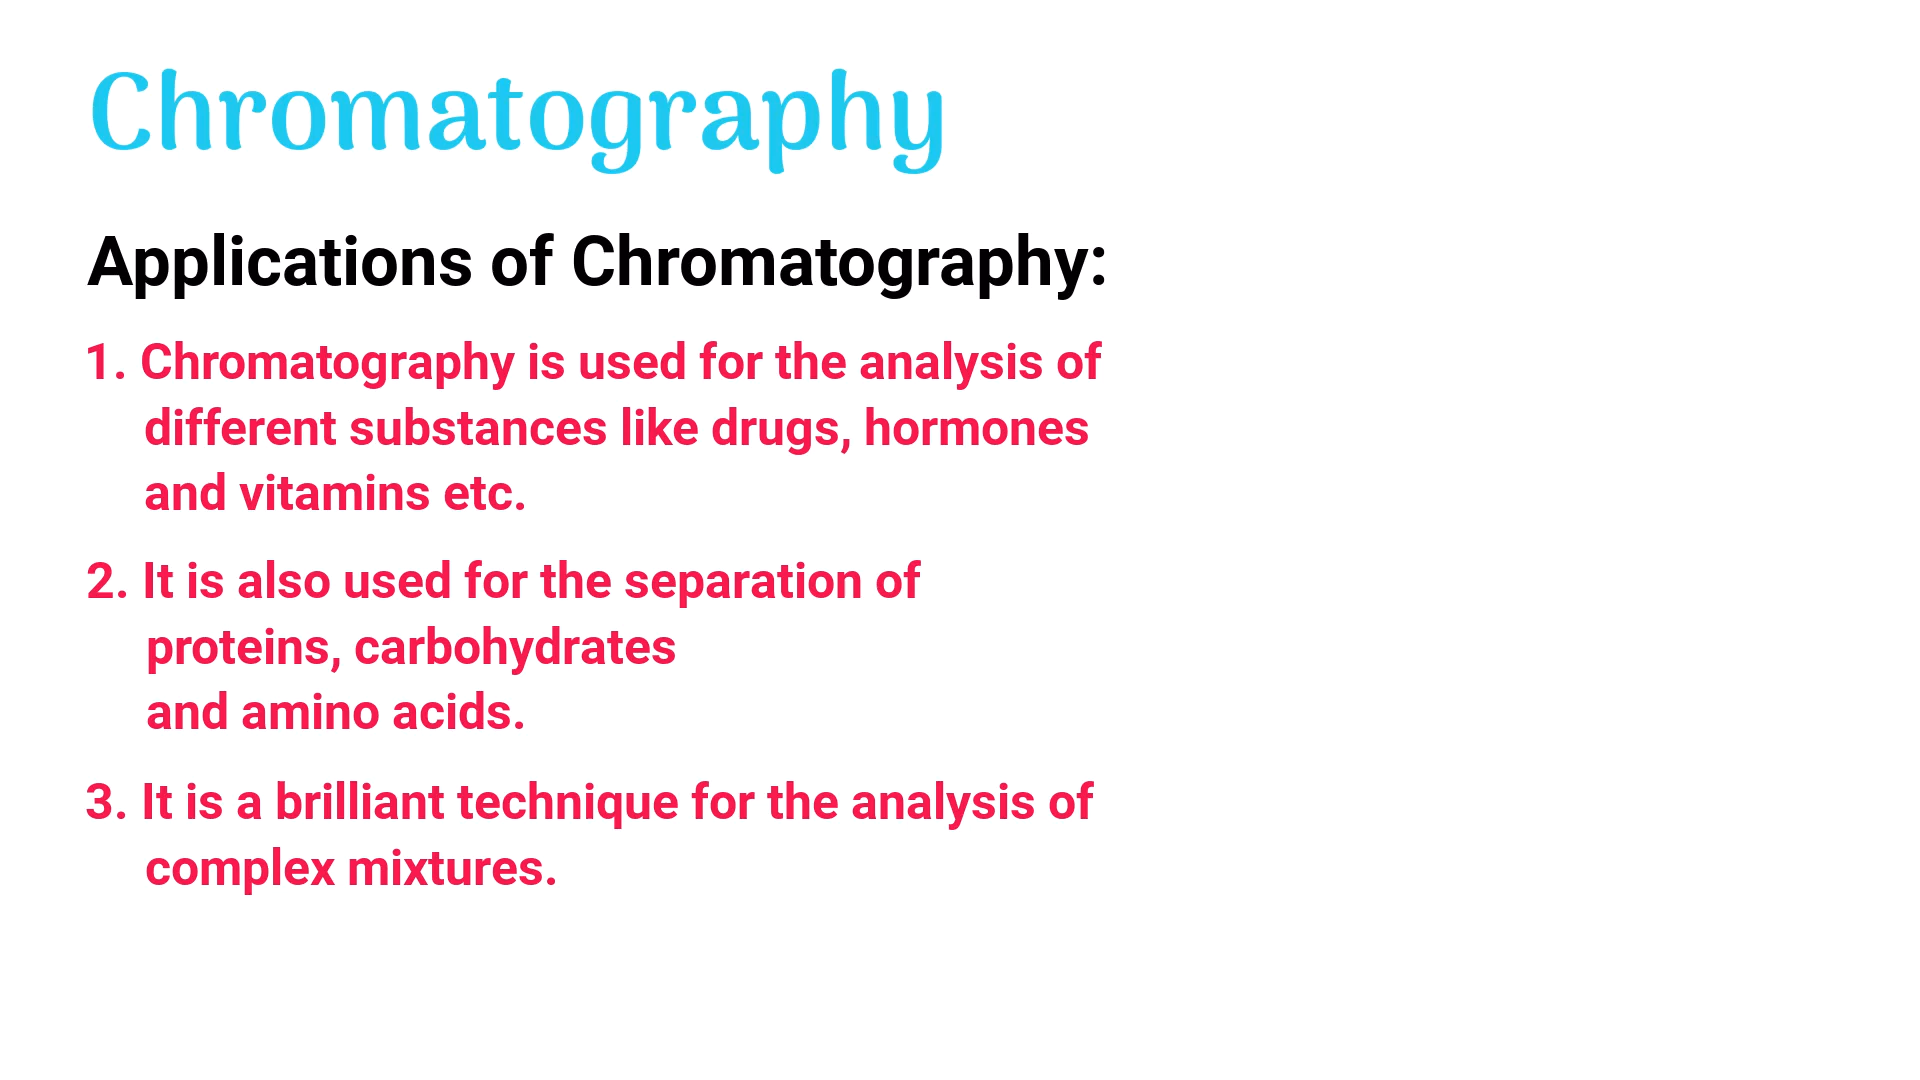 Chromatography
Applications of Chromatography:
1. Chromatography is used for the analysis of
different substances like drugs, hormones
and vitamins etc.
2. It is also used for the separation of
proteins, carbohydrates
and amino acids.
3. It is a brilliant technique for the analysis of
complex mixtures.